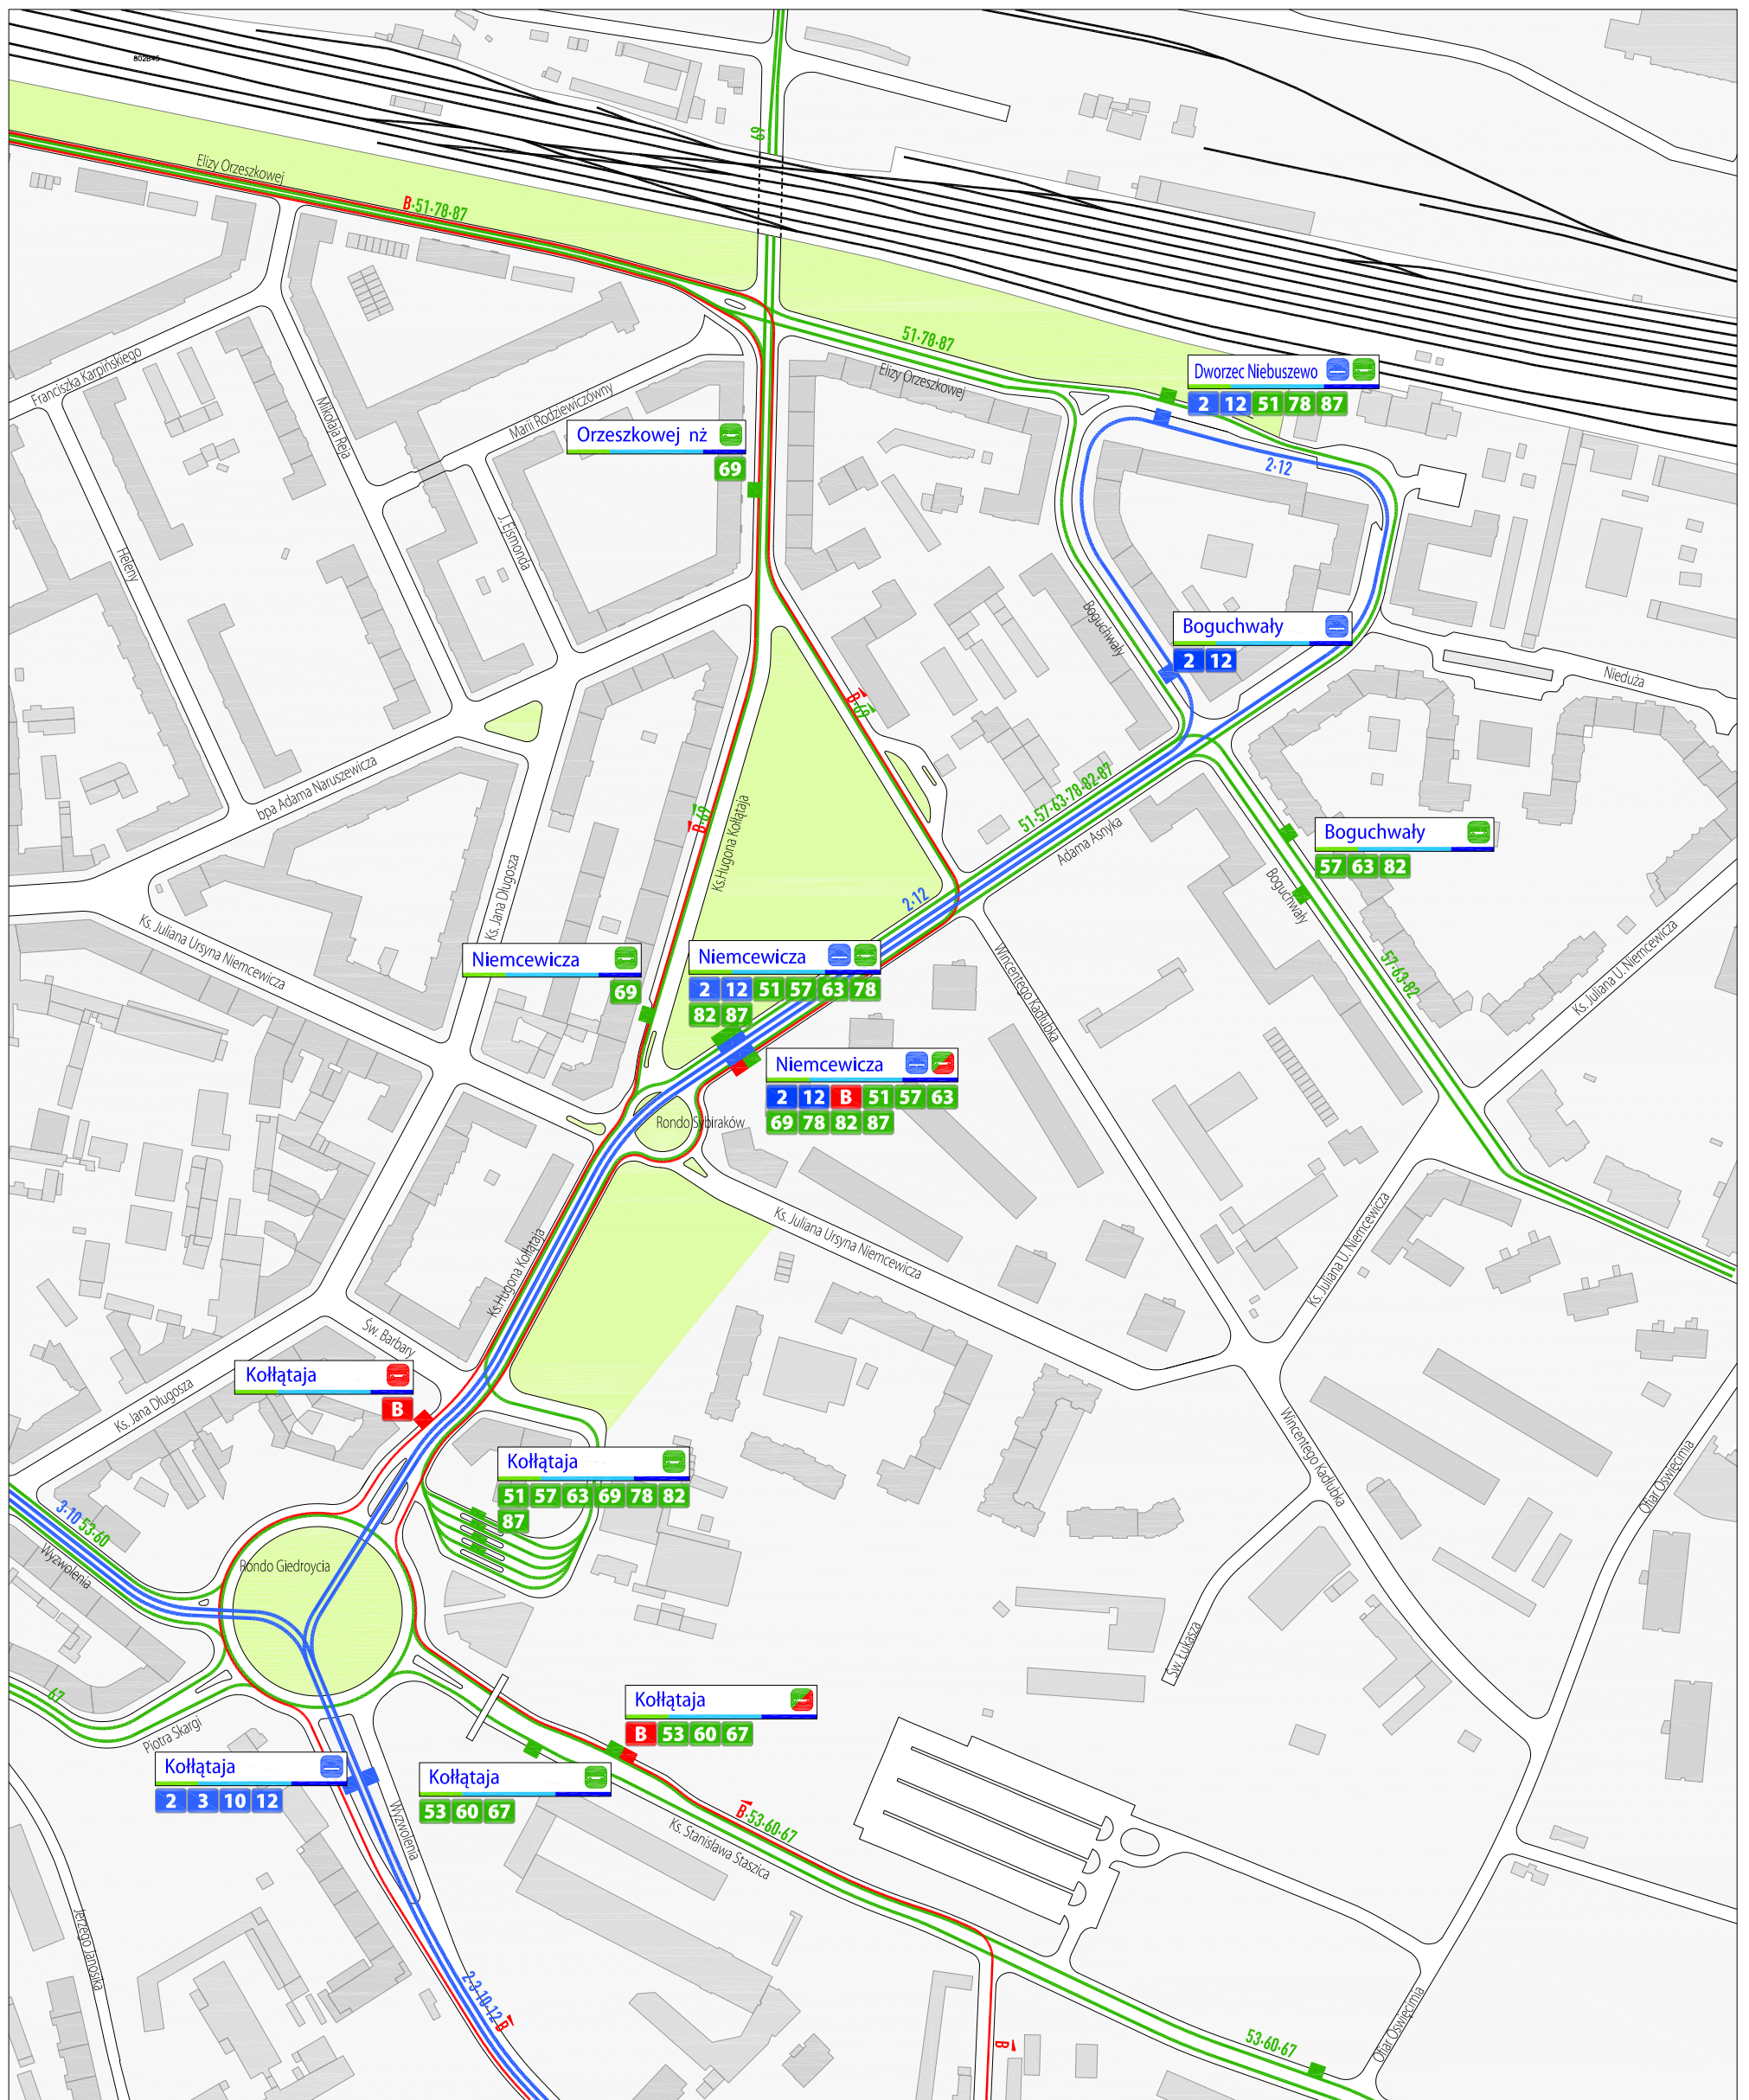 802B45
69
Elizy Orzeszkowej
B·51·78·87
51·78·87
Elizy Orzeszkowej
Dworzec Niebuszewo
2 12 51 78 87
Franciszka Karpińskiego
Mikołaja Reja
Marii Rodziewiczówny
Orzeszkowej nż
69
2·12
J. Ejsmonda
Heleny
Boguchwały
Boguchwały
2 12
Nieduża
B·69
51·57·63·78·82·87
bpa Adama Naruszewicza
B·69
Ks.Hugona Kołłątaja
Adama Asnyka
Boguchwały
57 63 82
Boguchwały
2·12
Ks. Jana Długosza
Ks. Juliana Ursyna Niemcewicza
Niemcewicza
69
Niemcewicza
2 12 51 57 63 78
82 87
Wincentego Kadłubka
57·63·82
Ks. Juliana U. Niemcewicza
Niemcewicza
2 12 B 51 57 63
69 78 82 87
Rondo Sybiraków
Ks. Juliana Ursyna Niemcewicza
Ks. Juliana U. Niemcewicza
Ks.Hugona Kołłątaja
Św. Barbary
Kołłątaja
B
Ks. Jana Długosza
Kołłątaja
51 57 63 69 78 82
87
Wincentego Kadłubka
Ofiar Oświęcimia
3·10·53·60
Wyzwolenia
Rondo Giedroycia
Św. Łukasza
67
Piotra Skargi
Kołłątaja
B 53 60 67
Kołłątaja
2 3 10 12
Kołłątaja
53 60 67
Wyzwolenia
B·53·60·67
Ks. Stanisława Staszica
Jerzego Janosika
2·3·10·12·B
B
53·60·67
Ofiar Oświęcimia